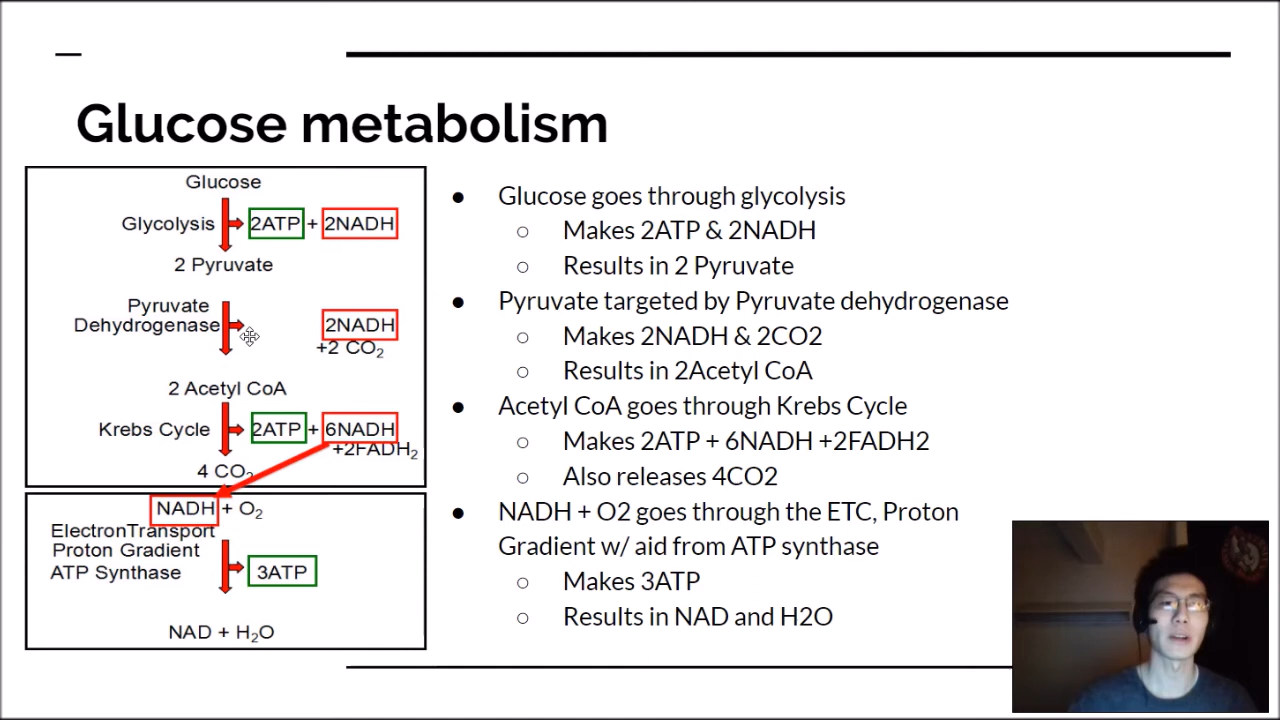 Glucose metabolism
Glucose
Glycolysis 2ATP + 2NADH
2 Pyruvate
Pyruvate
Dehydrogenase 2NADH
+2 CO₂
2 Acetyl CoA
Krebs Cycle 2ATP + 6NADH
+2FADH₂
4 CO₂
NADH + O₂
ElectronTransport
Proton Gradient
ATP Synthase 3ATP
NAD + H₂O
● Glucose goes through glycolysis
○ Makes 2ATP & 2NADH
○ Results in 2 Pyruvate
● Pyruvate targeted by Pyruvate dehydrogenase
○ Makes 2NADH & 2CO2
○ Results in 2Acetyl CoA
● Acetyl CoA goes through Krebs Cycle
○ Makes 2ATP + 6NADH +2FADH2
○ Also releases 4CO2
● NADH + O2 goes through the ETC, Proton
Gradient w/ aid from ATP synthase
○ Makes 3ATP
○ Results in NAD and H2O